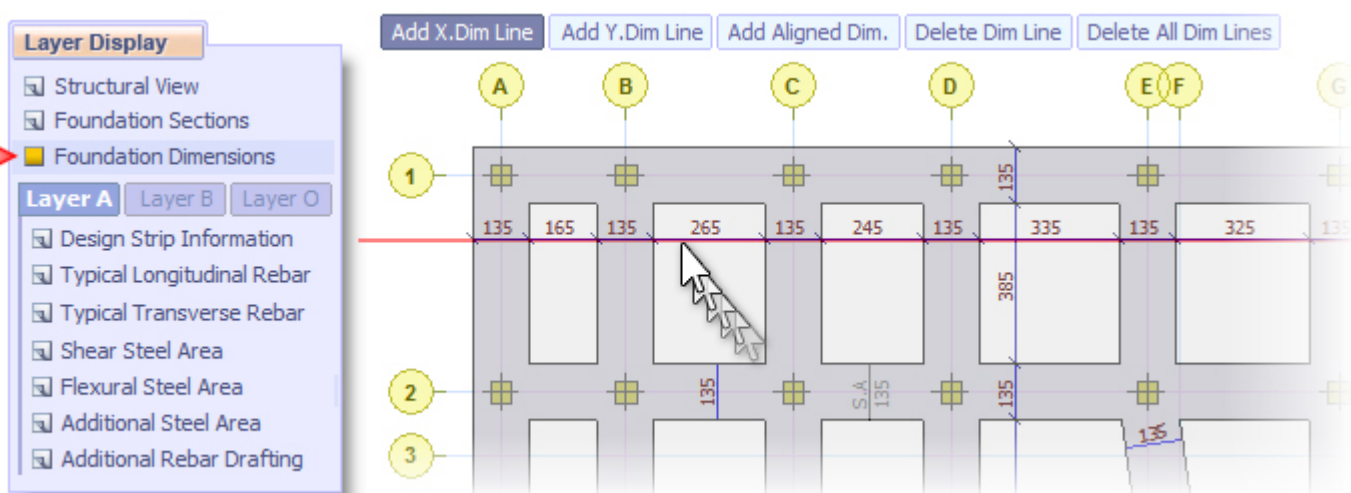 Add X.Dim Line Add Y.Dim Line Add Aligned Dim. Delete Dim Line Delete All Dim Lines
Layer Display
Structural View
Foundation Sections
Foundation Dimensions
Layer A Layer B Layer O
Design Strip Information
Typical Longitudinal Rebar
Typical Transverse Rebar
Shear Steel Area
Flexural Steel Area
Additional Steel Area
Additional Rebar Drafting
A B C D E F G
1
135
135 165 135 265 135 245 135 335 135 325 135
385
2
135
S.A
135
135
3
135